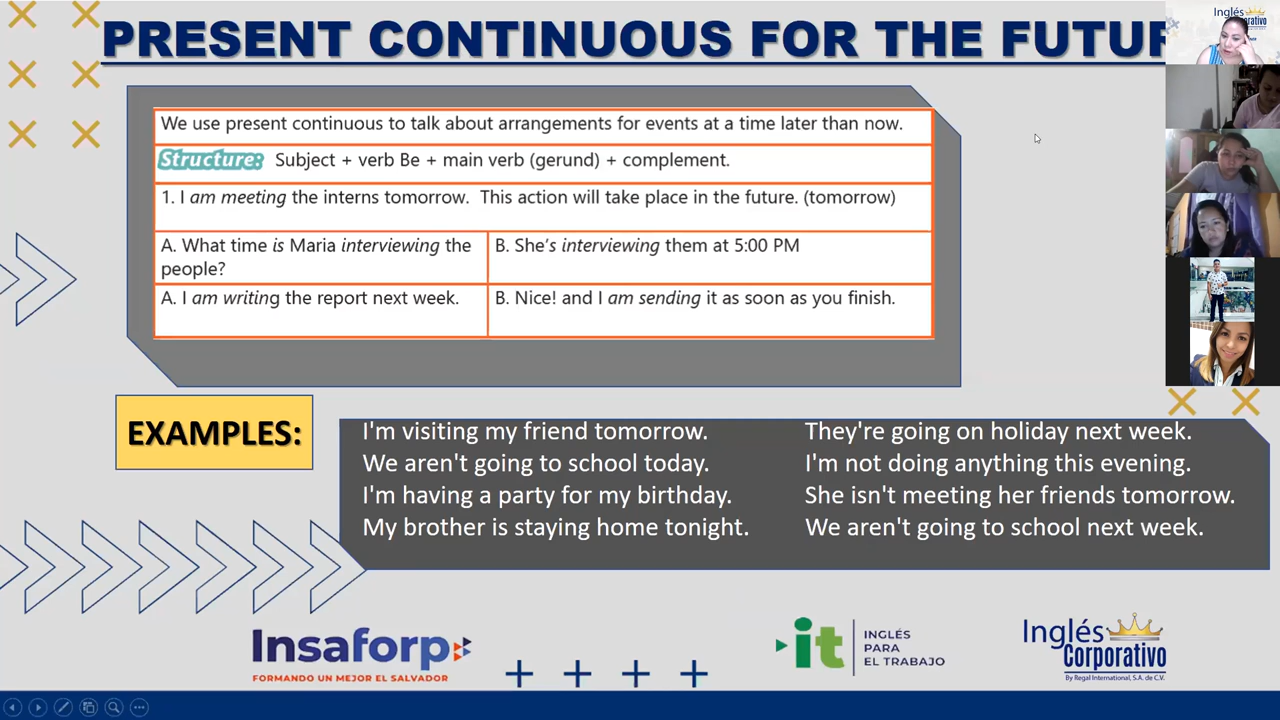 PRESENT CONTINUOUS FOR THE FUTUR
Inglés
Corporativo
We use present continuous to talk about arrangements for events at a time later than now.
Structure: Subject + verb Be + main verb (gerund) + complement.
1. I am meeting the interns tomorrow. This action will take place in the future. (tomorrow)
A. What time is Maria interviewing the
people?
B. She's interviewing them at 5:00 PM
A. I am writing the report next week.
B. Nice! and I am sending it as soon as you finish.
EXAMPLES:
I'm visiting my friend tomorrow.
We aren't going to school today.
I'm having a party for my birthday.
My brother is staying home tonight.
They're going on holiday next week.
I'm not doing anything this evening.
She isn't meeting her friends tomorrow.
We aren't going to school next week.
Insaforp
FORMANDO UN MEJOR EL SALVADOR
it
INGLÉS
PARA
EL TRABAJO
Inglés
Corporativo
By Regal International, S.A. de C.V.